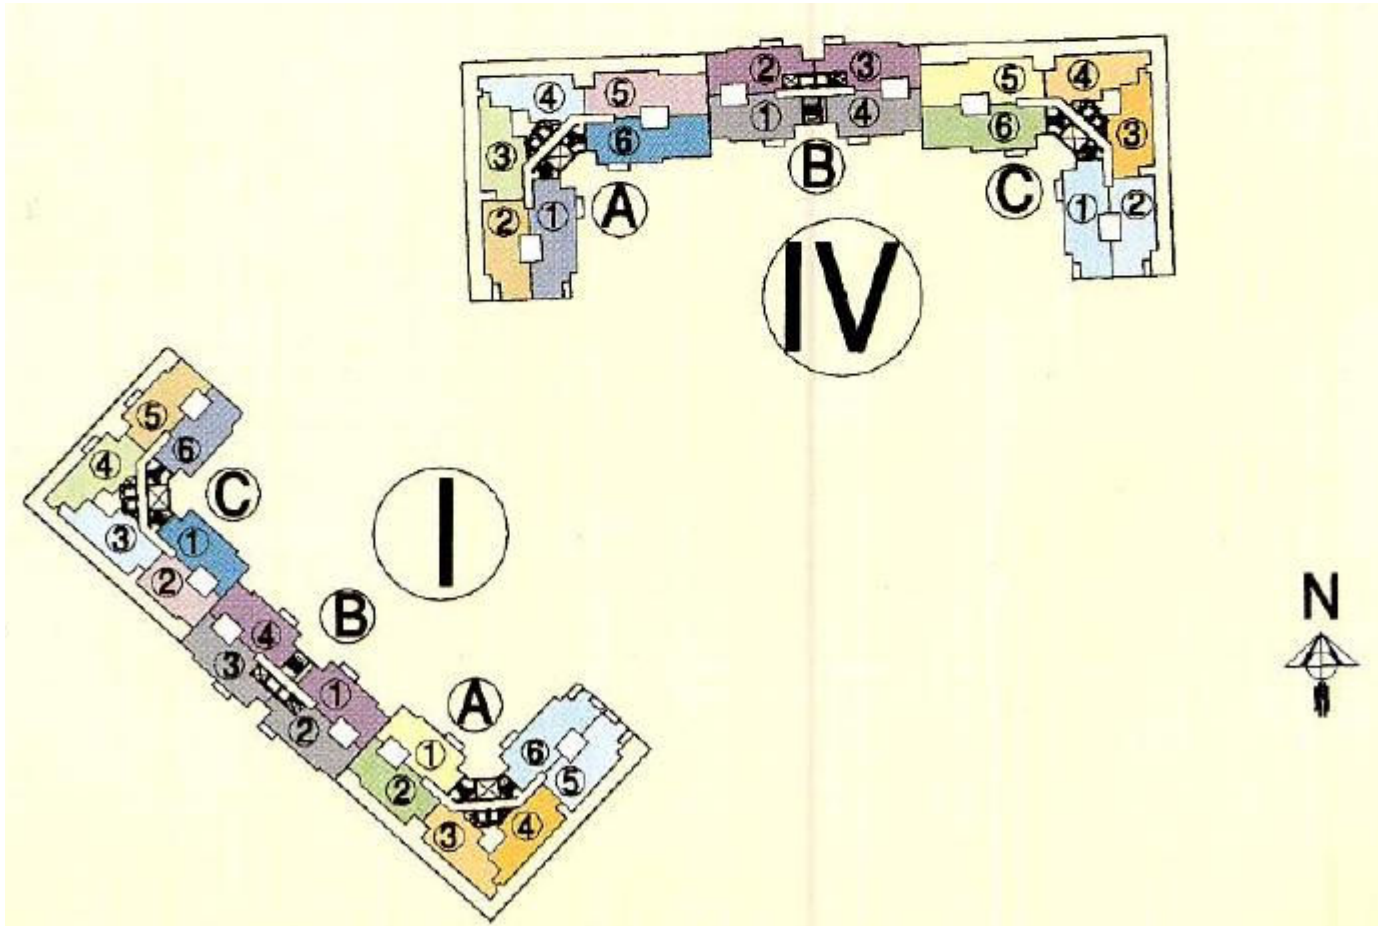 ② ③
④ ⑤ ⑤ ④
① ④
③ ⑥ ⑥ ③
B
A C
② ① ① ②
IV
⑤
⑥
④
C
I
③ ①
②
B
④
③
①
A
②
① ⑥
② ⑤
③ ④
N